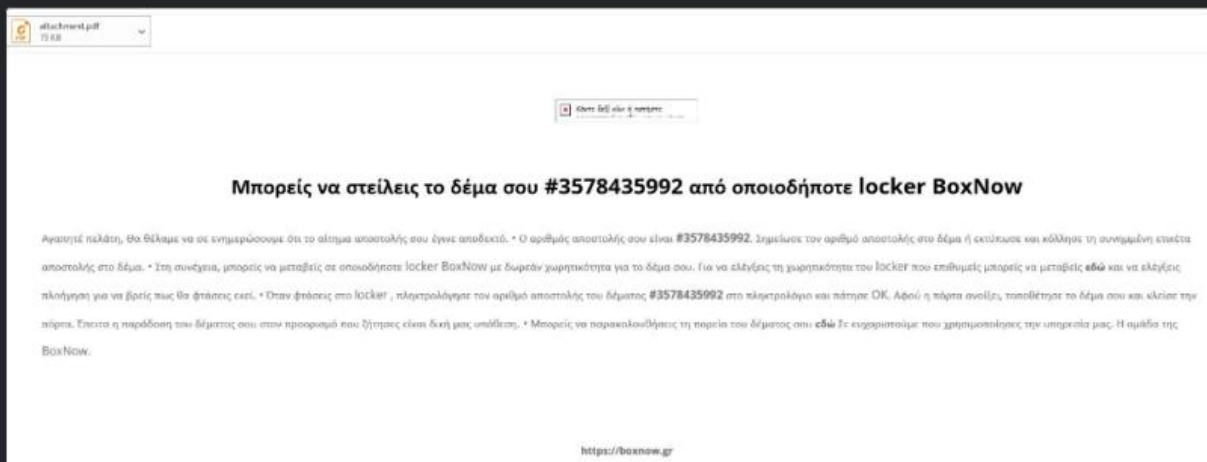 attachment.pdf
73 KB
Μπορείς να στείλεις το δέμα σου #3578435992 από οποιοδήποτε locker BoxNow
Αγαπητέ πελάτη, Θα θέλαμε να σε ενημερώσουμε ότι το αίτημα αποστολής σου έγινε αποδεκτό. • Ο αριθμός αποστολής σου είναι #3578435992. Σημείωσε τον αριθμό αποστολής στο δέμα ή εκτύπωσε και κόλλησε τη συνημμένη ετικέτα
αποστολής στο δέμα. • Στη συνέχεια, μπορείς να μεταβείς σε οποιοδήποτε locker BoxNow με δωρεάν χωρητικότητα για το δέμα σου. Για να ελέγξεις τη χωρητικότητα του locker που επιθυμείς μπορείς να μεταβείς εδώ και να ελέγξεις
πλοήγηση για να βρεις πως θα φτάσεις εκεί. • Όταν φτάσεις στο locker , πληκτρολόγησε τον αριθμό αποστολής του δέματος #3578435992 στο πληκτρολόγιο και πάτησε OK. Αφού η πόρτα ανοίξει, τοποθέτησε το δέμα σου και κλείσε την
πόρτα. Έπειτα η παράδοση του δέματος σου στον προορισμό που ζήτησες είναι δική μας υπόθεση. • Μπορείς να παρακολουθήσεις τη πορεία του δέματος σου εδώ Σε ευχαριστούμε που χρησιμοποίησες την υπηρεσία μας. Η ομάδα της
BoxNow.
https://boxnow.gr